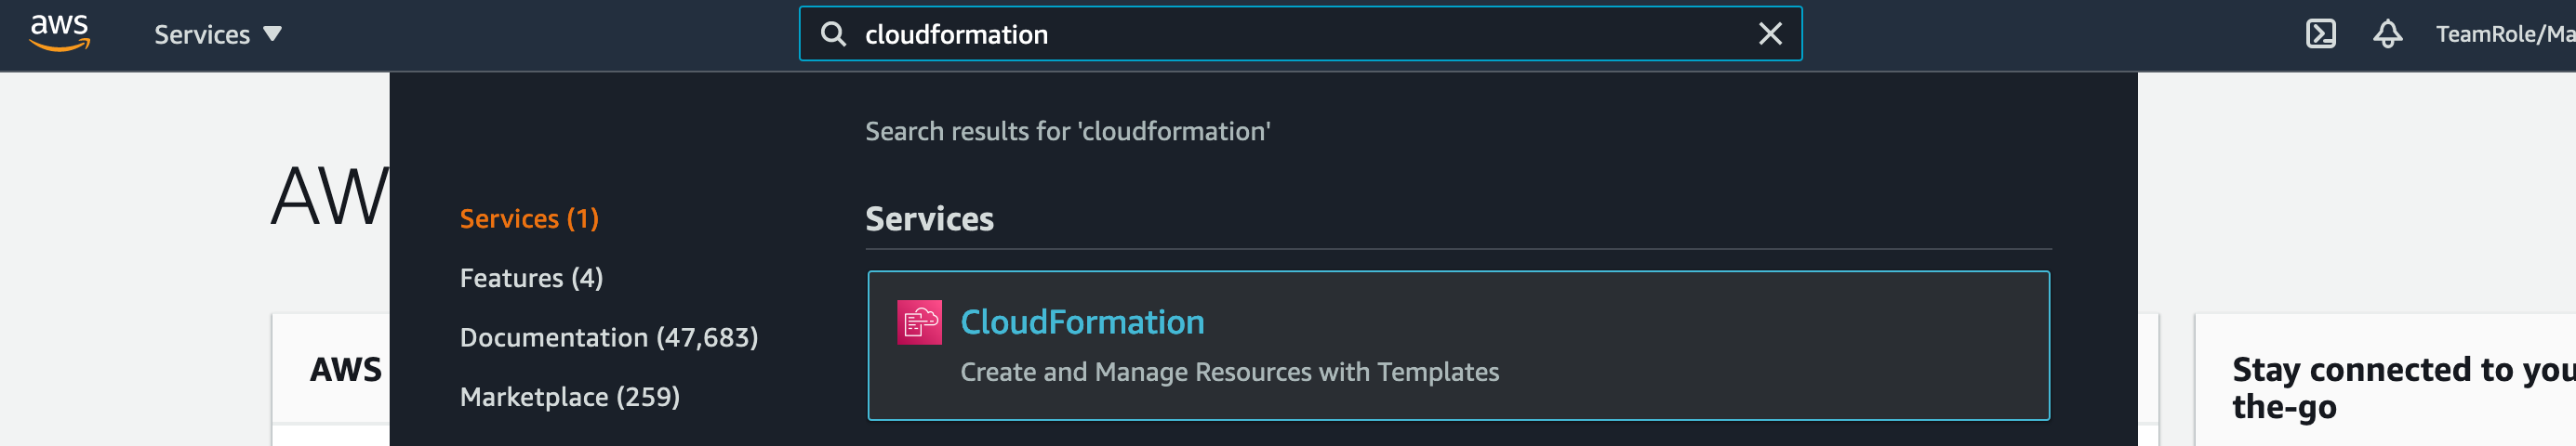 aws
Services
cloudformation
TeamRole/Ma
Search results for 'cloudformation'
AW
Services (1)
Features (4)
Documentation (47,683)
Marketplace (259)
Services
CloudFormation
Create and Manage Resources with Templates
AWS
Stay connected to you
the-go